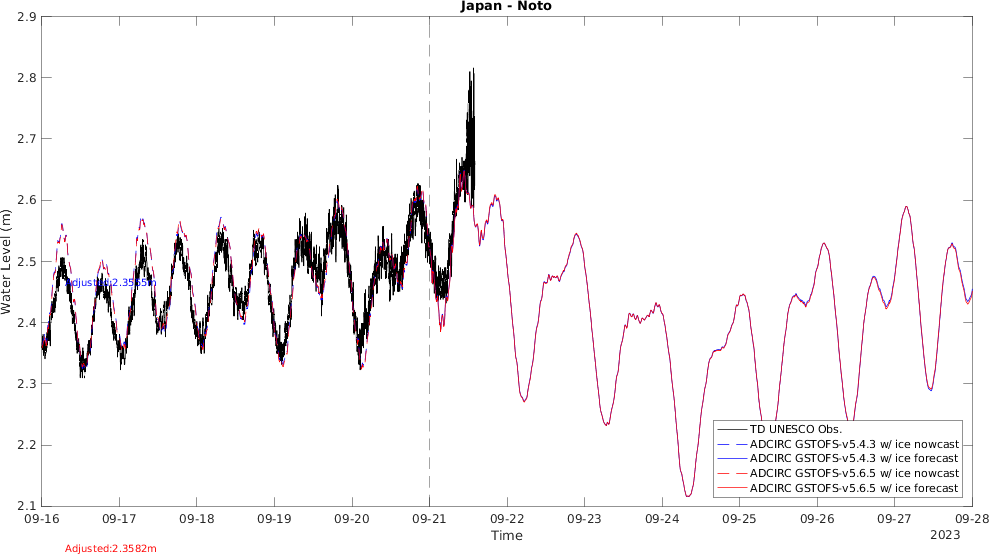 Japan - Noto
Water Level (m)
2.9
2.8
2.7
2.6
2.5
2.4
2.3
2.2
2.1
TD UNESCO Obs.
ADCIRC GSTOFS-v5.4.3 w/ ice nowcast
ADCIRC GSTOFS-v5.4.3 w/ ice forecast
ADCIRC GSTOFS-v5.6.5 w/ ice nowcast
ADCIRC GSTOFS-v5.6.5 w/ ice forecast
09-16 09-17 09-18 09-19 09-20 09-21 09-22 09-23 09-24 09-25 09-26 09-27 09-28
Time
2023
Adjusted:2.3582m